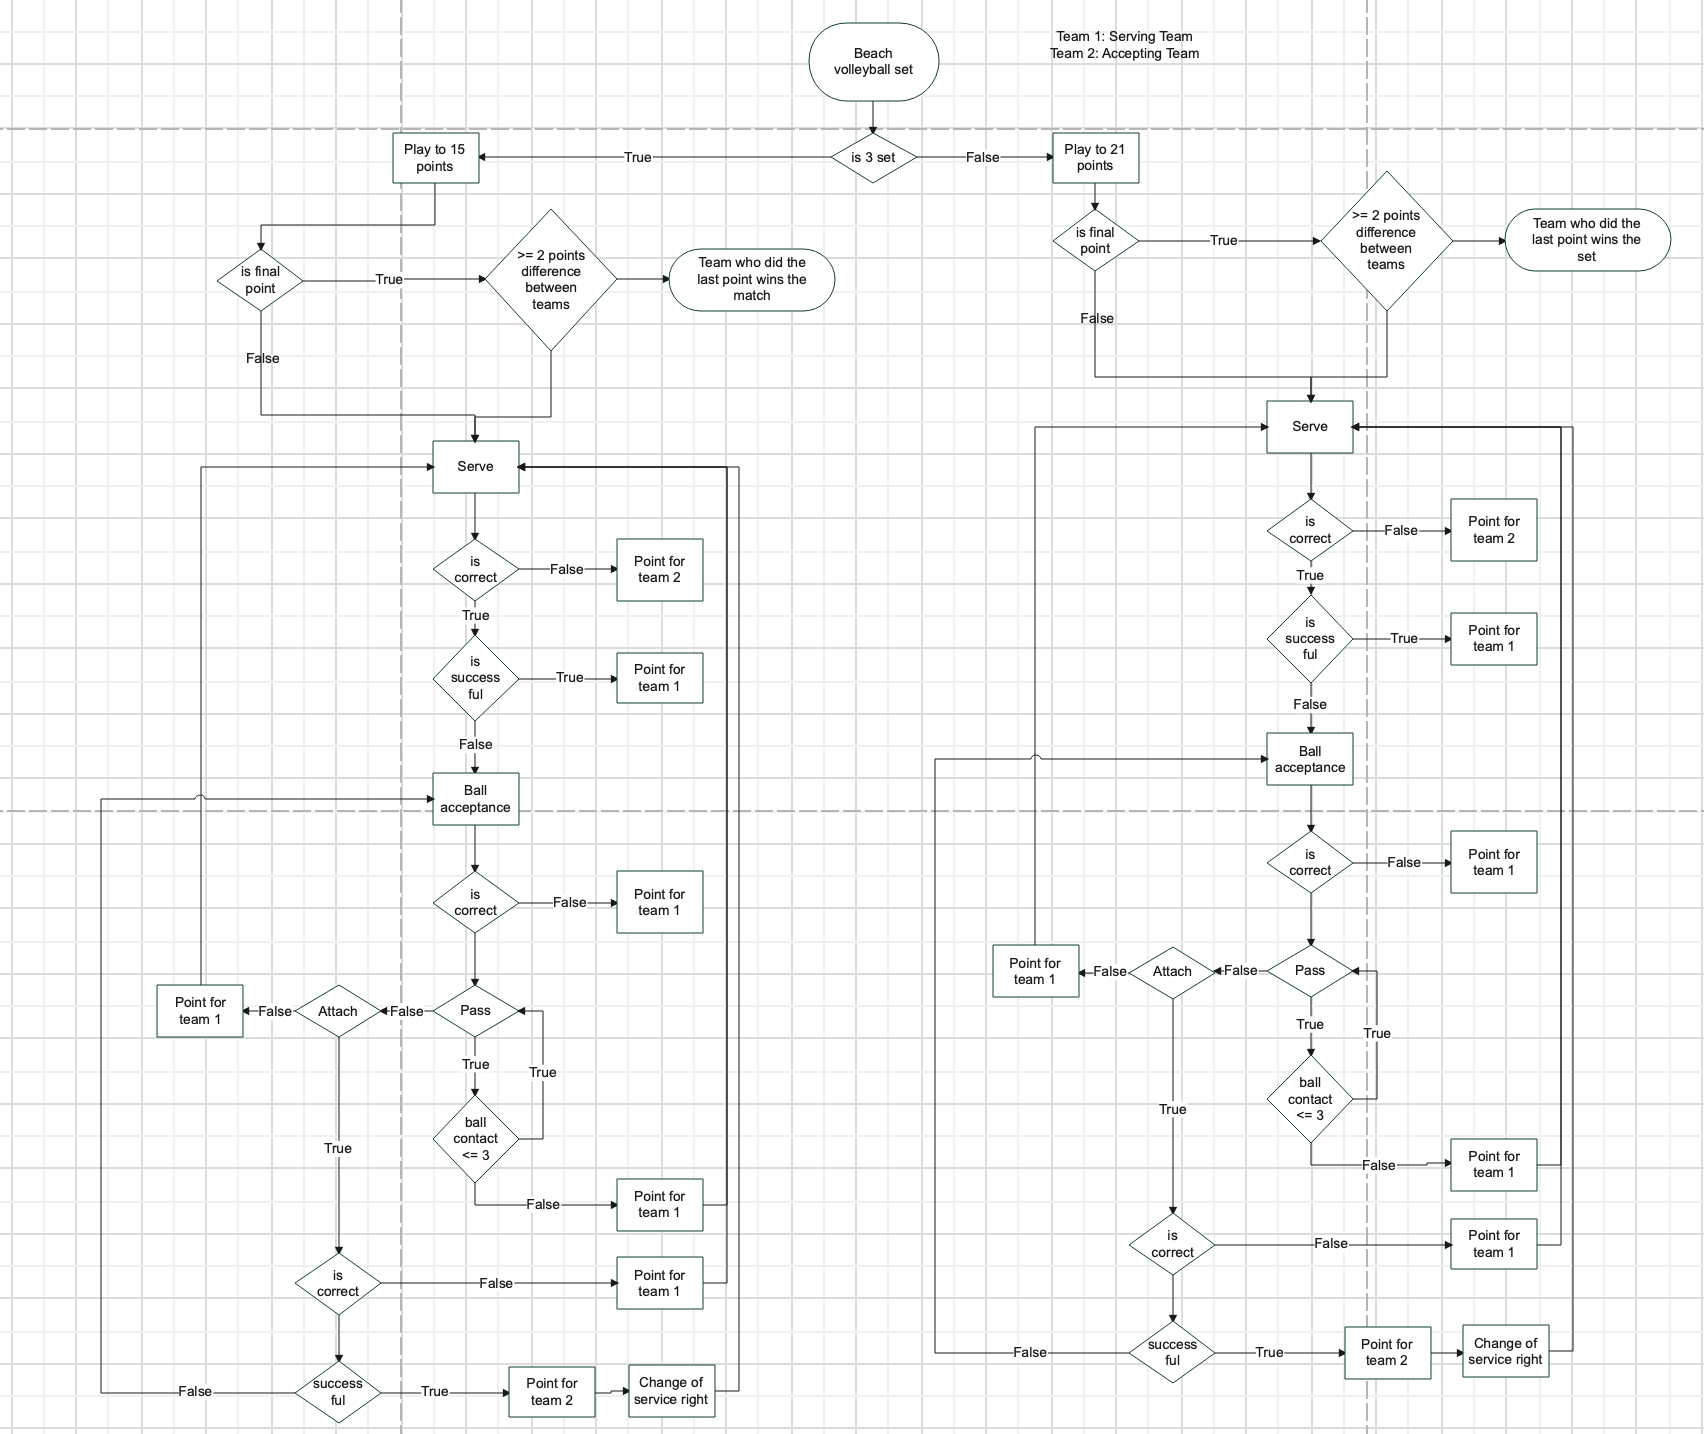 Beach
volleyball set
Team 1: Serving Team
Team 2: Accepting Team
is 3 set
True
False
Play to 15
points
is final
point
True
False
>= 2 points
difference
between
teams
Team who did the
last point wins the
match
Serve
is
correct
False
Point for
team 2
True
is
success
ful
True
Point for
team 1
False
Ball
acceptance
is
correct
False
Point for
team 1
Pass
False
Attach
False
Point for
team 1
True
True
ball
contact
<= 3
False
Point for
team 1
True
is
correct
False
Point for
team 1
success
ful
False
True
Point for
team 2
Change of
service right
Play to 21
points
is final
point
True
False
>= 2 points
difference
between
teams
Team who did the
last point wins the
set
Serve
is
correct
False
Point for
team 2
True
is
success
ful
True
Point for
team 1
False
Ball
acceptance
is
correct
False
Point for
team 1
Pass
False
Attach
False
Point for
team 1
True
True
ball
contact
<= 3
False
Point for
team 1
True
is
correct
False
Point for
team 1
success
ful
False
True
Point for
team 2
Change of
service right